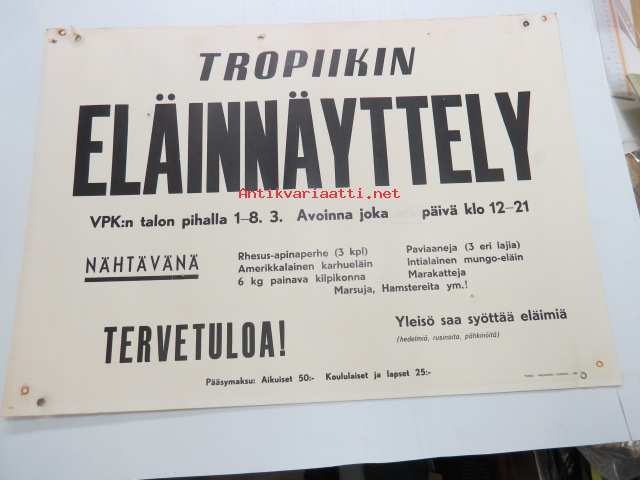 TROPIIKIN
ELÄINNÄYTTELY
Antikvariaatti.net
VPK:n talon pihalla 1–8. 3. Avoinna joka päivä klo 12–21
NÄHTÄVÄNÄ
Rhesus-apinaperhe (3 kpl)
Amerikkalainen karhueläin
6 kg painava kilpikonna
Paviaaneja (3 eri lajia)
Intialainen mungo-eläin
Marakatteja
Marsuja, Hamstereita ym.!
TERVETULOA!
Yleisö saa syöttää eläimiä
(hedelmiä, rusinoita, pähkinöitä)
Pääsymaksu: Aikuiset 50:- Koululaiset ja lapset 25:-